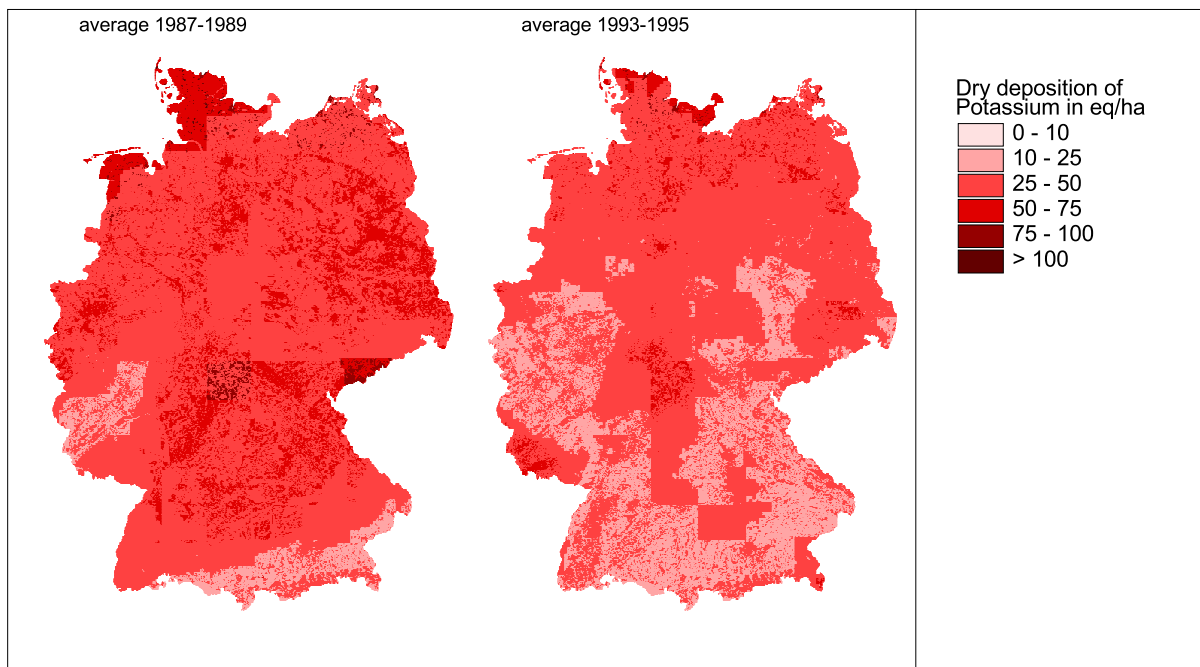 average 1987-1989
average 1993-1995
Dry deposition of
Potassium in eq/ha
0 - 10
10 - 25
25 - 50
50 - 75
75 - 100
> 100